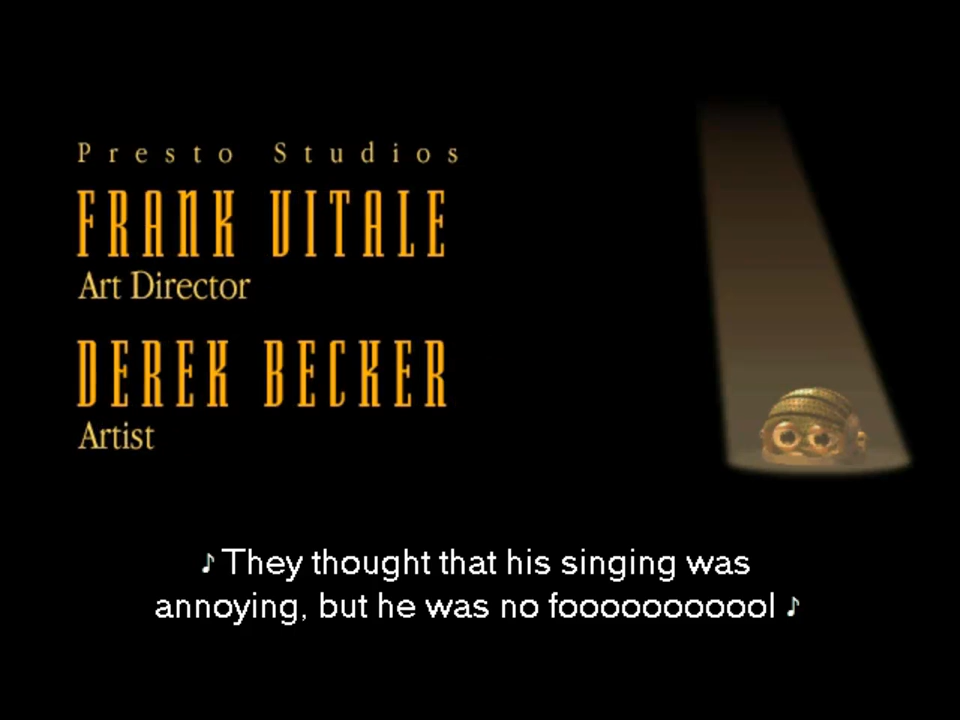 Presto Studios
FRANK VITALE
Art Director
DEREK BECKER
Artist
♪ They thought that his singing was
annoying, but he was no foooooooooool ♪